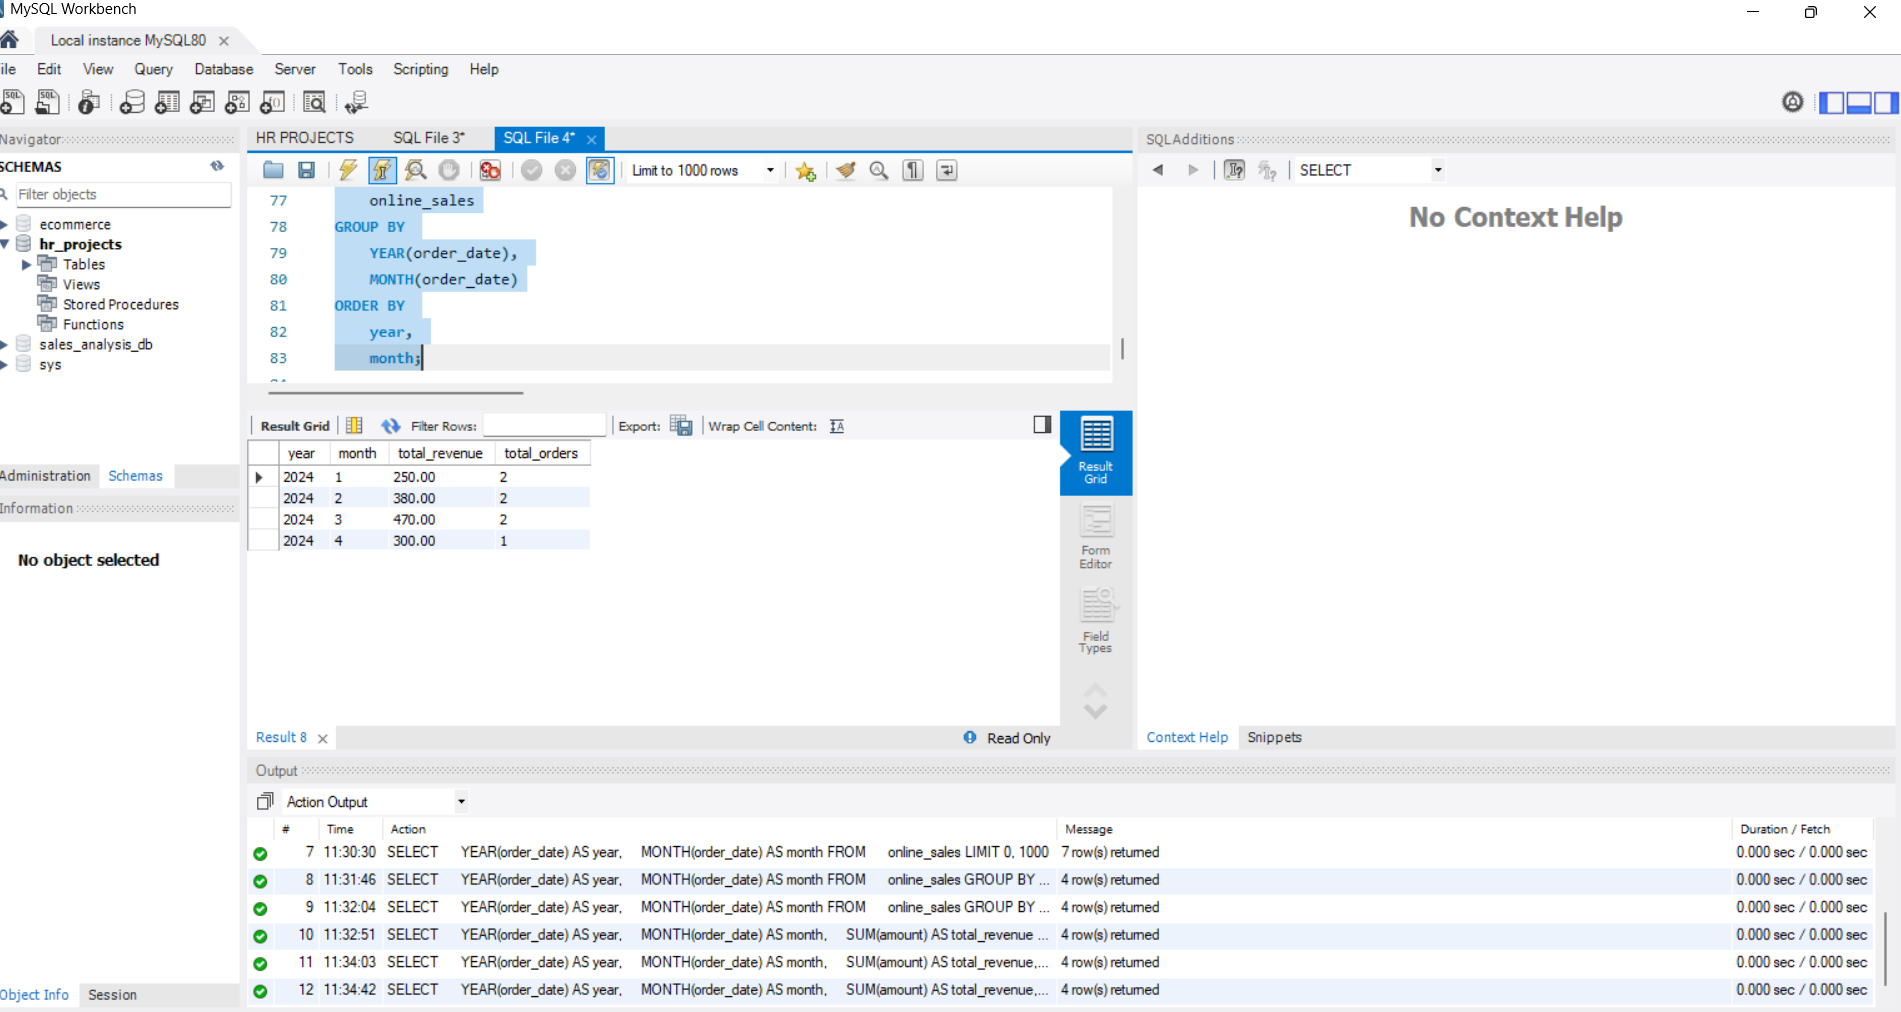 MySQL Workbench
Local instance MySQL80
ile Edit View Query Database Server Tools Scripting Help
Navigator
SCHEMAS
Filter objects
ecommerce
hr_projects
Tables
Views
Stored Procedures
Functions
sales_analysis_db
sys
Administration Schemas
Information
No object selected
Object Info Session
HR PROJECTS SQL File 3* SQL File 4*
Limit to 1000 rows
77 online_sales
78 GROUP BY
79 YEAR(order_date),
80 MONTH(order_date)
81 ORDER BY
82 year,
83 month;
Result Grid Filter Rows: Export: Wrap Cell Content:
year month total_revenue total_orders
2024 1 250.00 2
2024 2 380.00 2
2024 3 470.00 2
2024 4 300.00 1
Result Grid
Form Editor
Field Types
Result 8 Read Only
SQLAdditions
SELECT
No Context Help
Context Help Snippets
Output
Action Output
# Time Action Message Duration / Fetch
7 11:30:30 SELECT YEAR(order_date) AS year, MONTH(order_date) AS month FROM online_sales LIMIT 0, 1000 7 row(s) returned 0.000 sec / 0.000 sec
8 11:31:46 SELECT YEAR(order_date) AS year, MONTH(order_date) AS month FROM online_sales GROUP BY ... 4 row(s) returned 0.000 sec / 0.000 sec
9 11:32:04 SELECT YEAR(order_date) AS year, MONTH(order_date) AS month FROM online_sales GROUP BY ... 4 row(s) returned 0.000 sec / 0.000 sec
10 11:32:51 SELECT YEAR(order_date) AS year, MONTH(order_date) AS month, SUM(amount) AS total_revenue ... 4 row(s) returned 0.000 sec / 0.000 sec
11 11:34:03 SELECT YEAR(order_date) AS year, MONTH(order_date) AS month, SUM(amount) AS total_revenue,... 4 row(s) returned 0.000 sec / 0.000 sec
12 11:34:42 SELECT YEAR(order_date) AS year, MONTH(order_date) AS month, SUM(amount) AS total_revenue,... 4 row(s) returned 0.000 sec / 0.000 sec